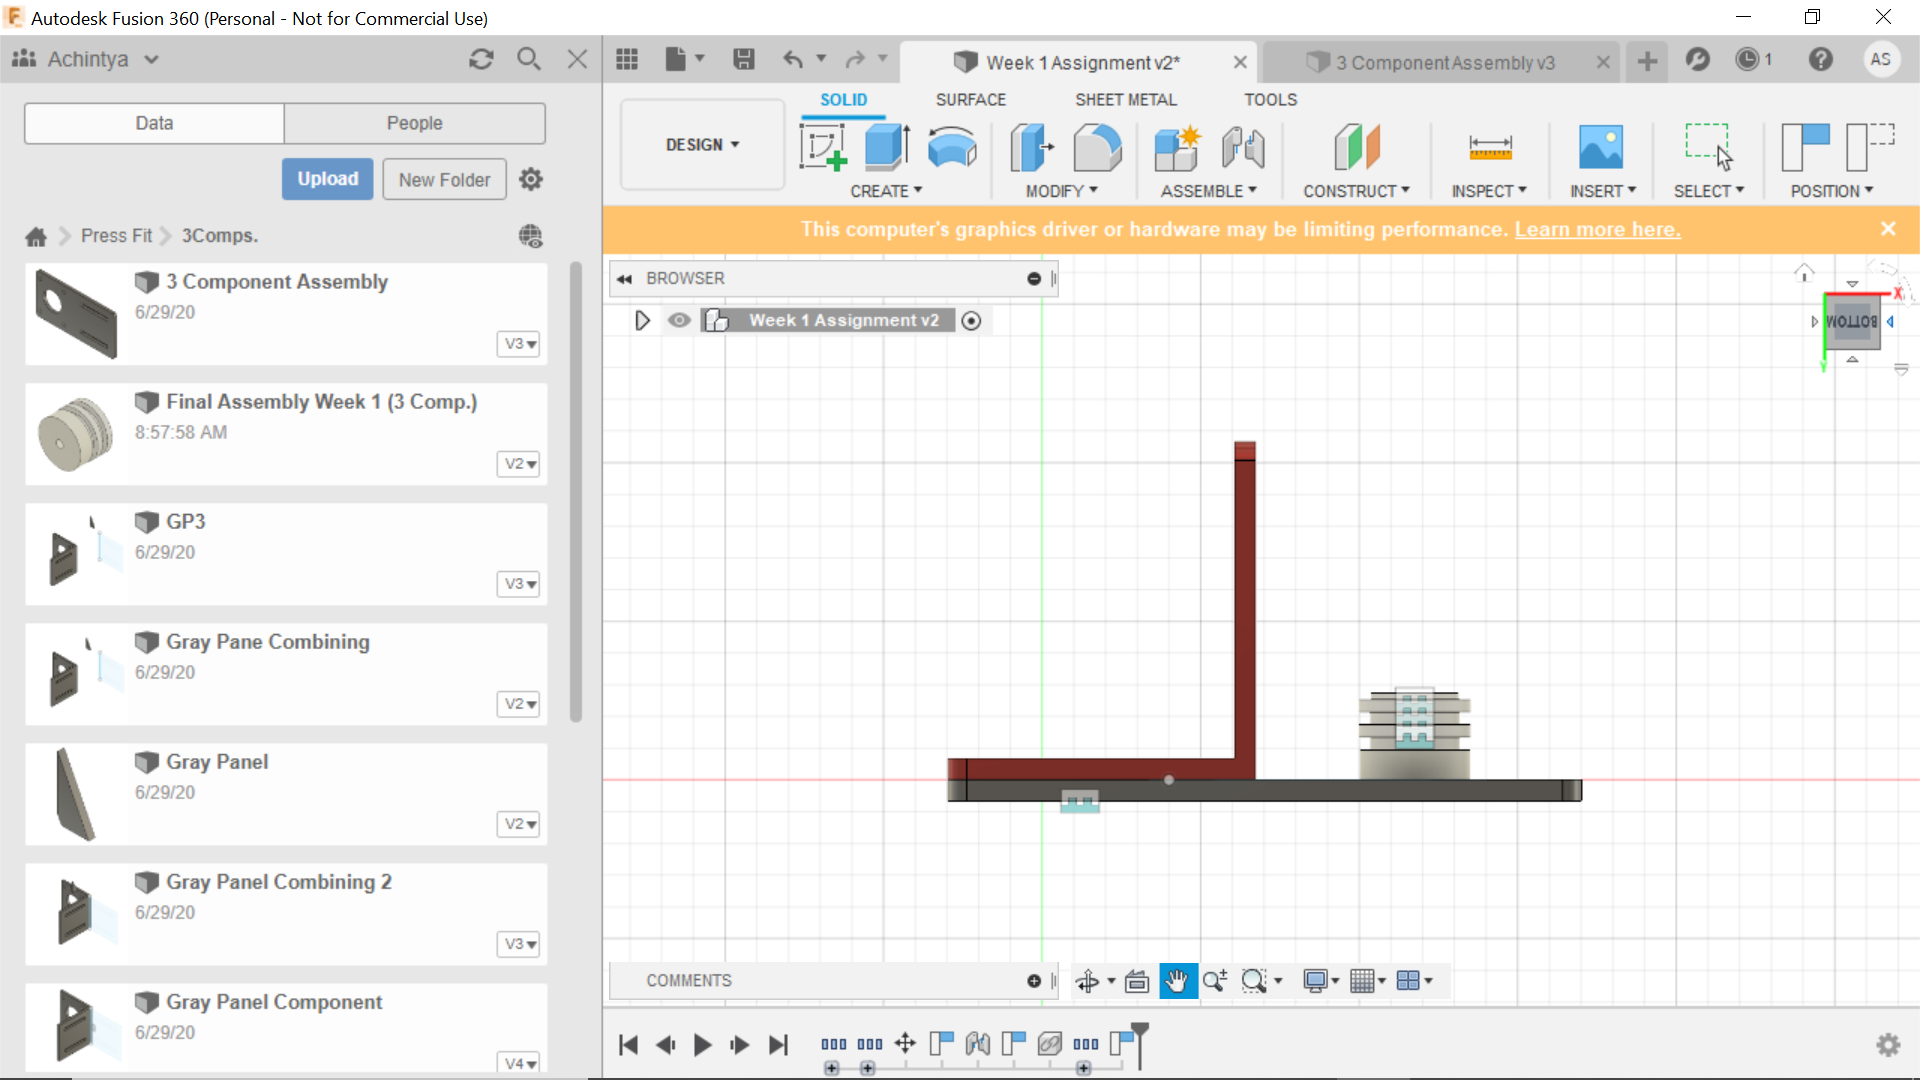 Autodesk Fusion 360 (Personal - Not for Commercial Use)
Achintya
Week 1 Assignment v2*
3 Component Assembly v3
1
AS
Data
People
Upload
New Folder
Press Fit
3Comps.
3 Component Assembly
6/29/20
V3
Final Assembly Week 1 (3 Comp.)
8:57:58 AM
V2
GP3
6/29/20
V3
Gray Pane Combining
6/29/20
V2
Gray Panel
6/29/20
V2
Gray Panel Combining 2
6/29/20
V3
Gray Panel Component
6/29/20
V4
DESIGN
SOLID
SURFACE
SHEET METAL
TOOLS
CREATE
MODIFY
ASSEMBLE
CONSTRUCT
INSPECT
INSERT
SELECT
POSITION
This computer's graphics driver or hardware may be limiting performance. Learn more here.
BROWSER
Week 1 Assignment v2
X
BOTTOM
Y
COMMENTS